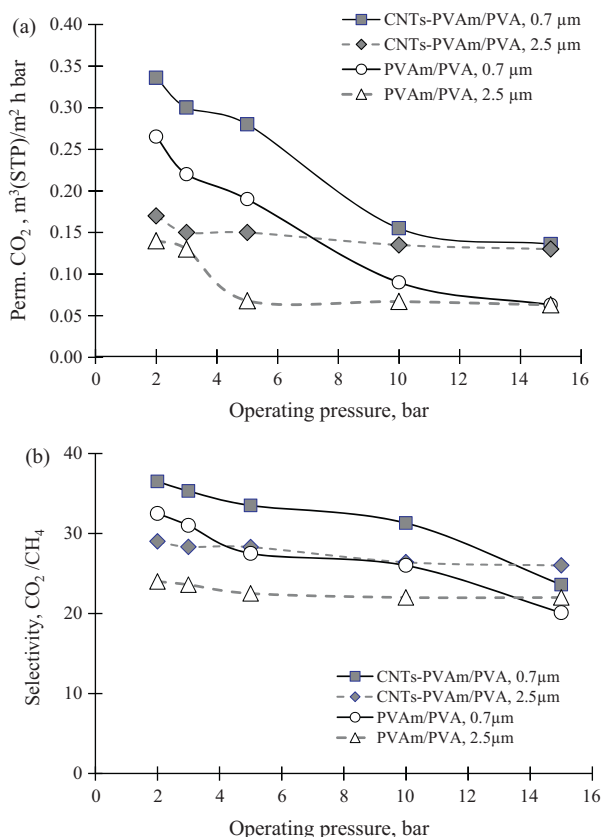 (a)
CNTs-PVAm/PVA, 0.7 µm
CNTs-PVAm/PVA, 2.5 µm
PVAm/PVA, 0.7 µm
PVAm/PVA, 2.5 µm
Perm. CO₂ , m³(STP)/m² h bar
0.40
0.35
0.30
0.25
0.20
0.15
0.10
0.05
0.00
0 2 4 6 8 10 12 14 16
Operating pressure, bar
(b)
Selectivity, CO₂ /CH₄
40
30
20
10
0
CNTs-PVAm/PVA, 0.7µm
CNTs-PVAm/PVA, 2.5µm
PVAm/PVA, 0.7µm
PVAm/PVA, 2.5µm
0 2 4 6 8 10 12 14 16
Operating pressure, bar